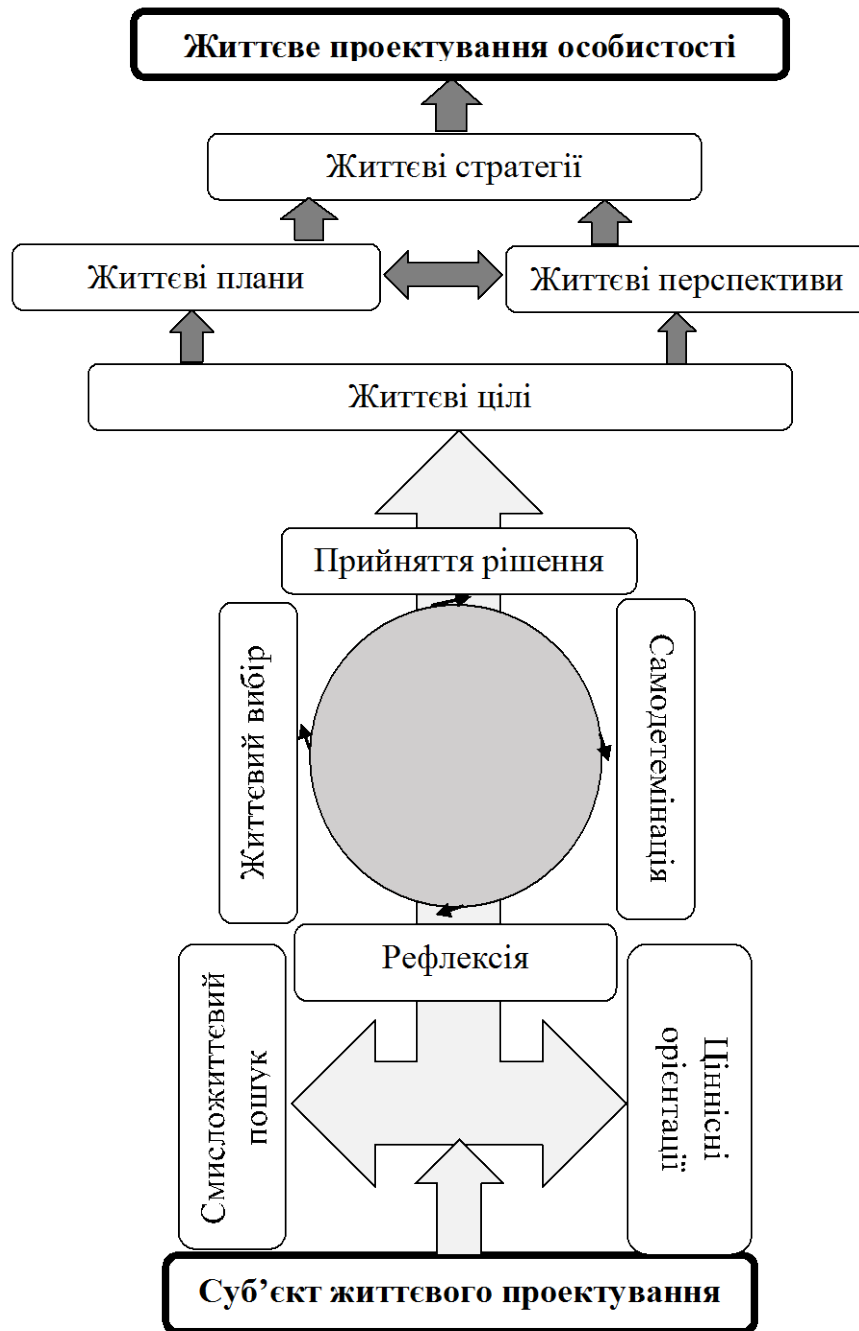 Життєве проектування особистості
Життєві стратегії
Життєві плани
Життєві перспективи
Життєві цілі
Прийняття рішення
Життєвий вибір
Самодетемінація
Рефлексія
Смисложиттєвий
пошук
Ціннісні
орієнтації
Суб’єкт життєвого проектування